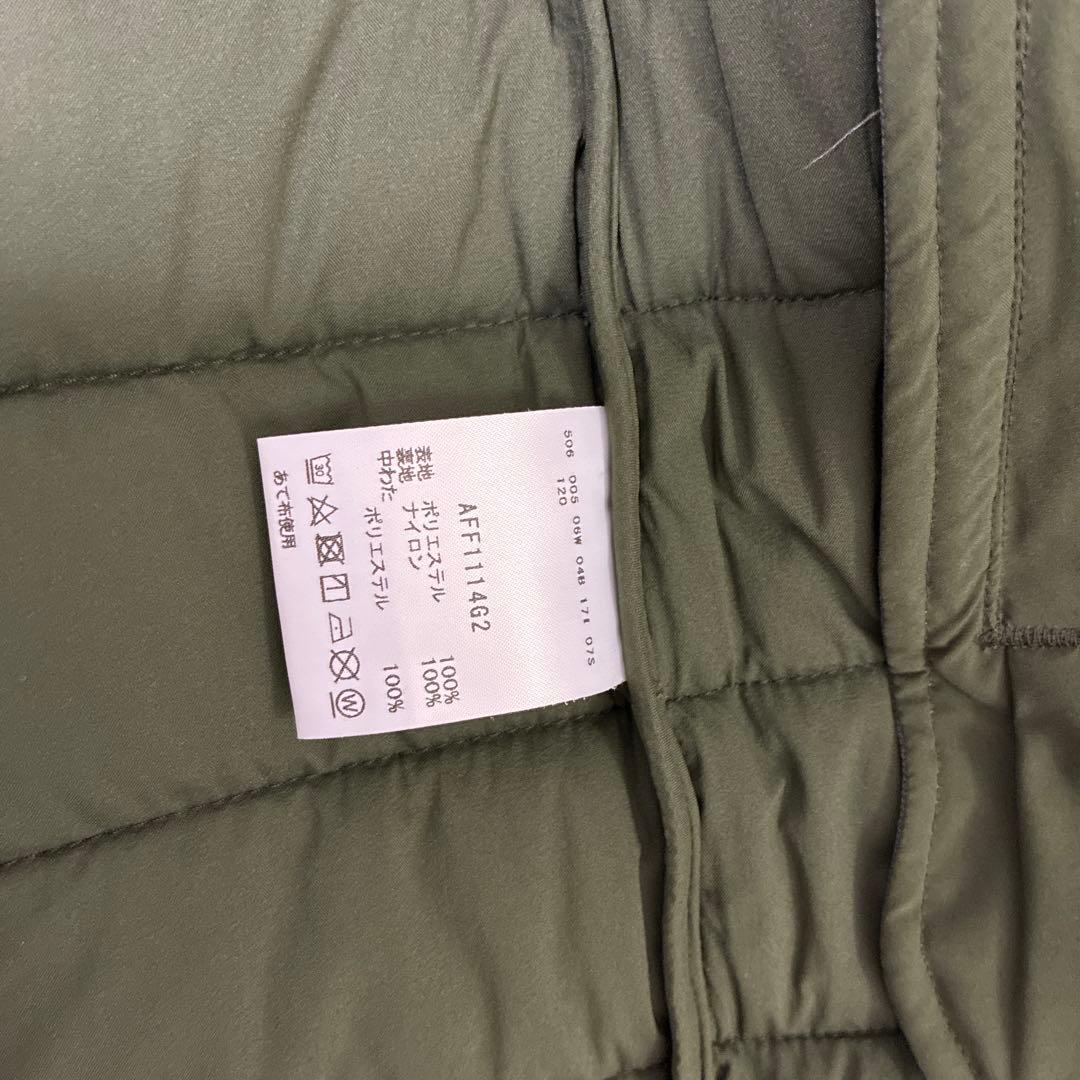 506 005 06W 04B 17I 07S
120
AFF1114G2
表地 ポリエステル 100%
裏地 ナイロン 100%
中わた ポリエステル 100%
30 W
あて布使用